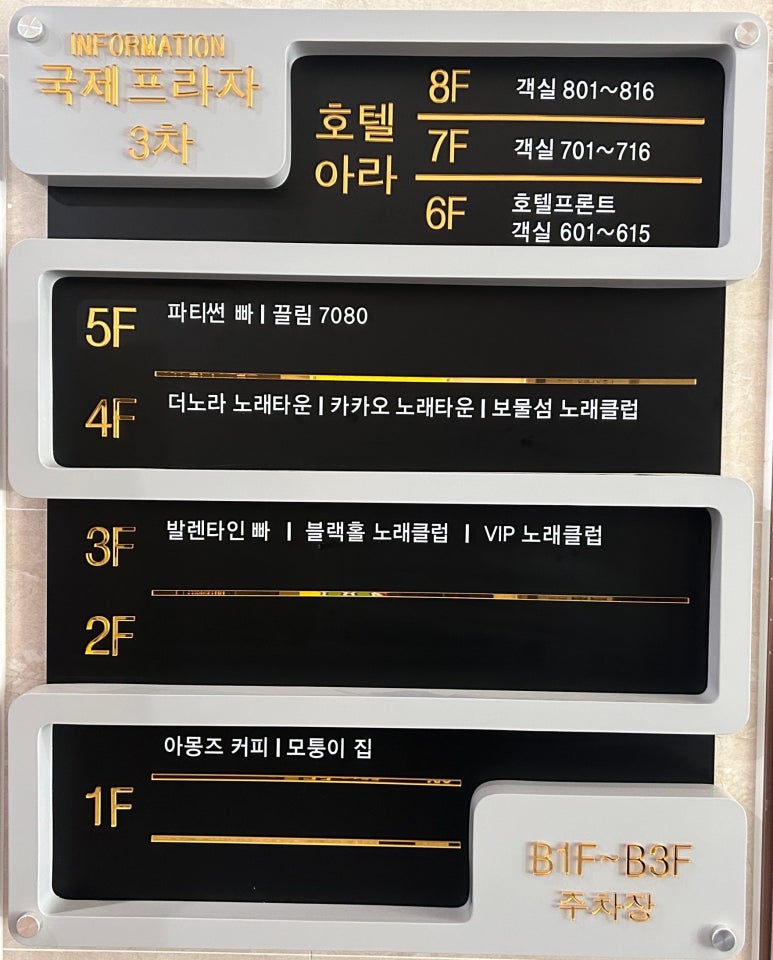 INFORMATION
국제프라자
3차
호텔
아라
8F 객실 801~816
7F 객실 701~716
6F 호텔프론트
객실 601~615
5F 파티썬 빠 | 끌림 7080
4F 더노라 노래타운 | 카카오 노래타운 | 보물섬 노래클럽
3F 발렌타인 빠 | 블랙홀 노래클럽 | VIP 노래클럽
2F
1F 아몽즈 커피 | 모퉁이 집
B1F~B3F
주차장